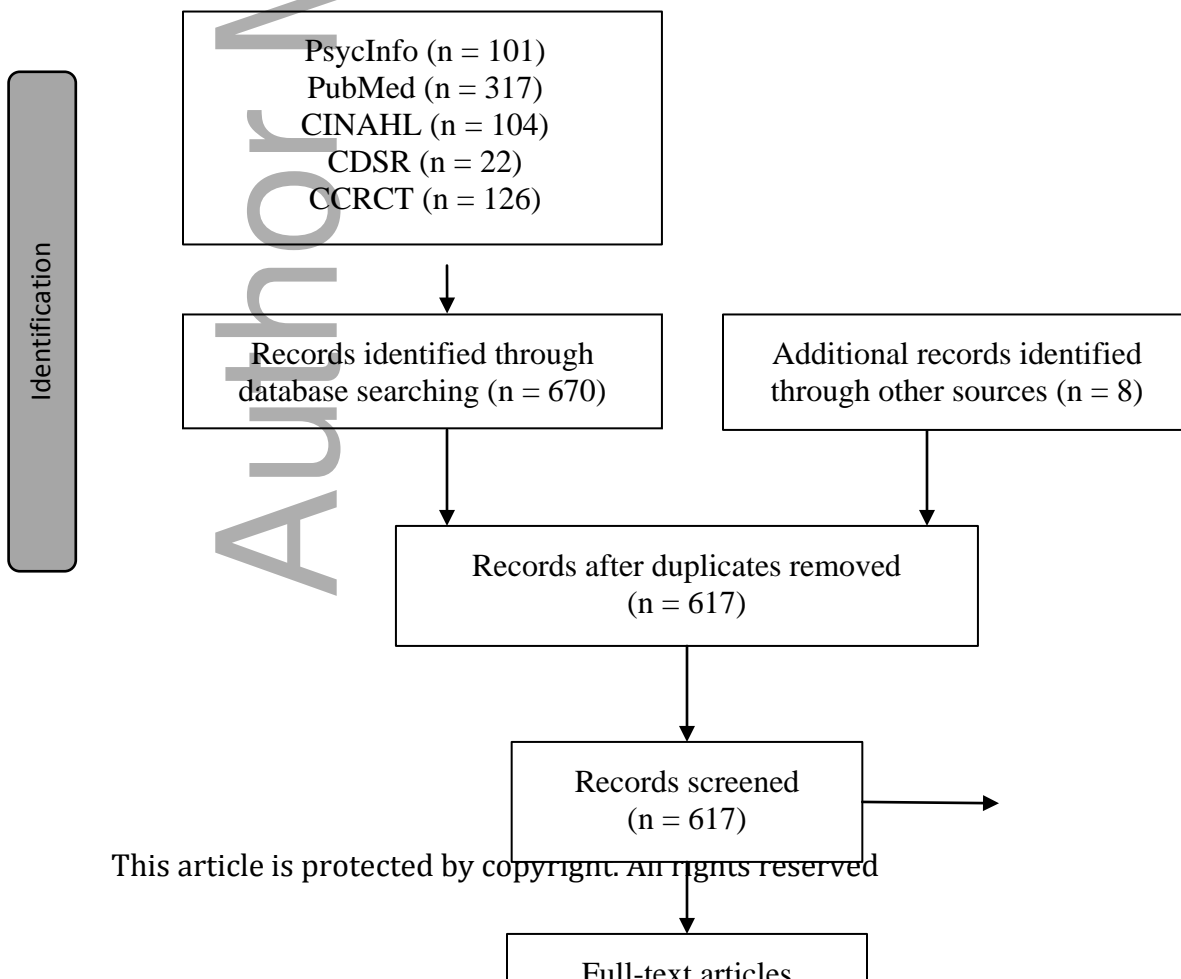 PsycInfo (n = 101)
PubMed (n = 317)
CINAHL (n = 104)
CDSR (n = 22)
CCRCT (n = 126)
Identification
Records identified through
database searching (n = 670)
Additional records identified
through other sources (n = 8)
Records after duplicates removed
(n = 617)
Records screened
(n = 617)
This article is protected by copyright. All rights reserved
Full-text articles
Author